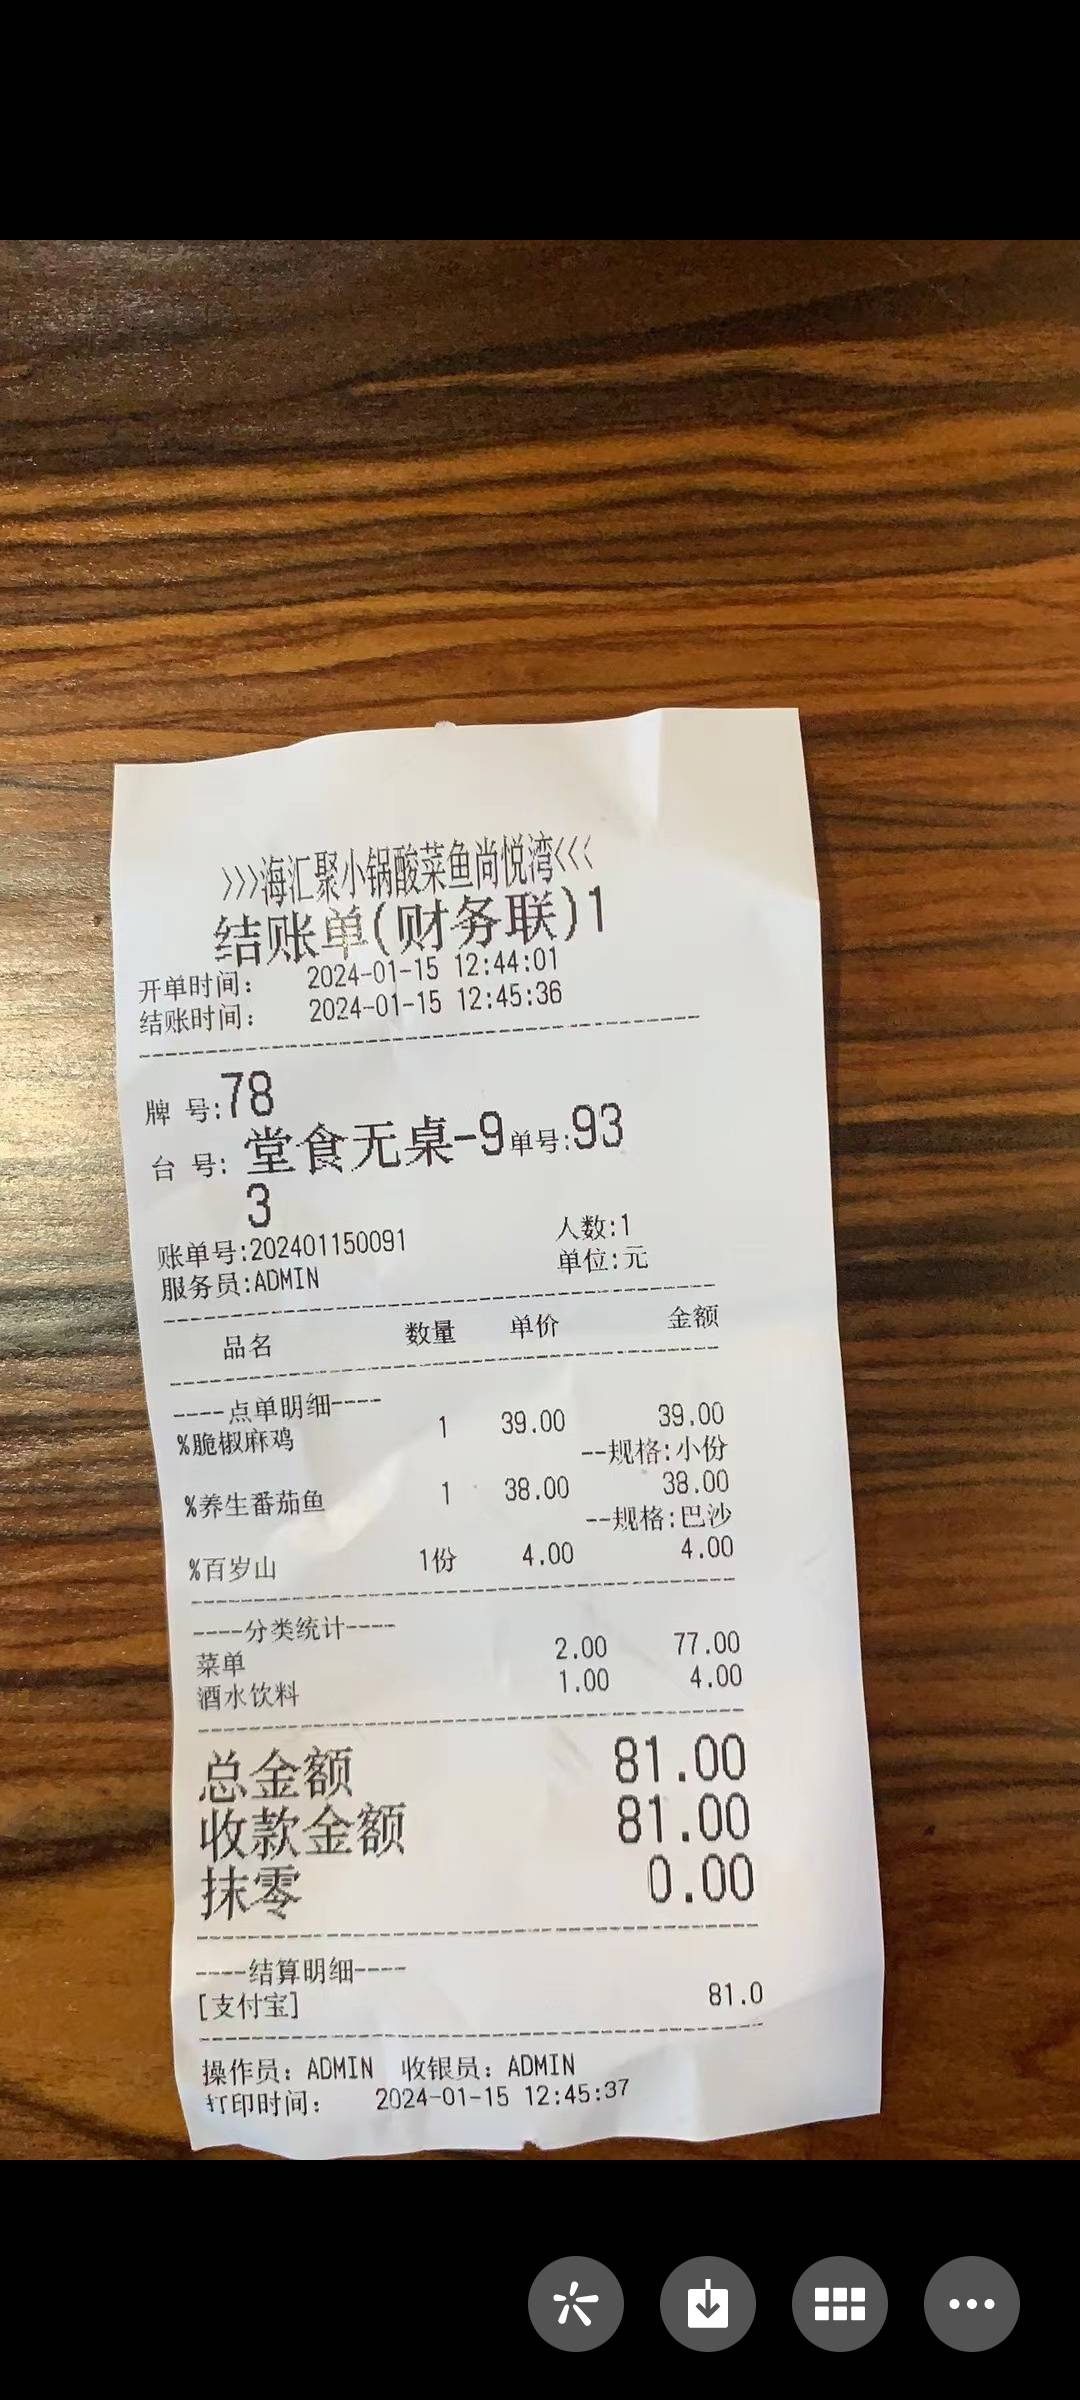 >>>海汇聚小锅酸菜鱼尚悦湾<<<
结账单(财务联)1
开单时间: 2024-01-15 12:44:01
结账时间: 2024-01-15 12:45:36
牌 号:78
台 号: 堂食无桌-9单号:93
3
账单号:202401150091 人数:1
服务员:ADMIN 单位:元
品名 数量 单价 金额
----点单明细----
%脆椒麻鸡 1 39.00 39.00
--规格:小份
%养生番茄鱼 1 38.00 38.00
--规格:巴沙
%百岁山 1份 4.00 4.00
----分类统计----
菜单 2.00 77.00
酒水饮料 1.00 4.00
总金额 81.00
收款金额 81.00
抹零 0.00
----结算明细----
[支付宝] 81.0
操作员: ADMIN 收银员: ADMIN
打印时间: 2024-01-15 12:45:37